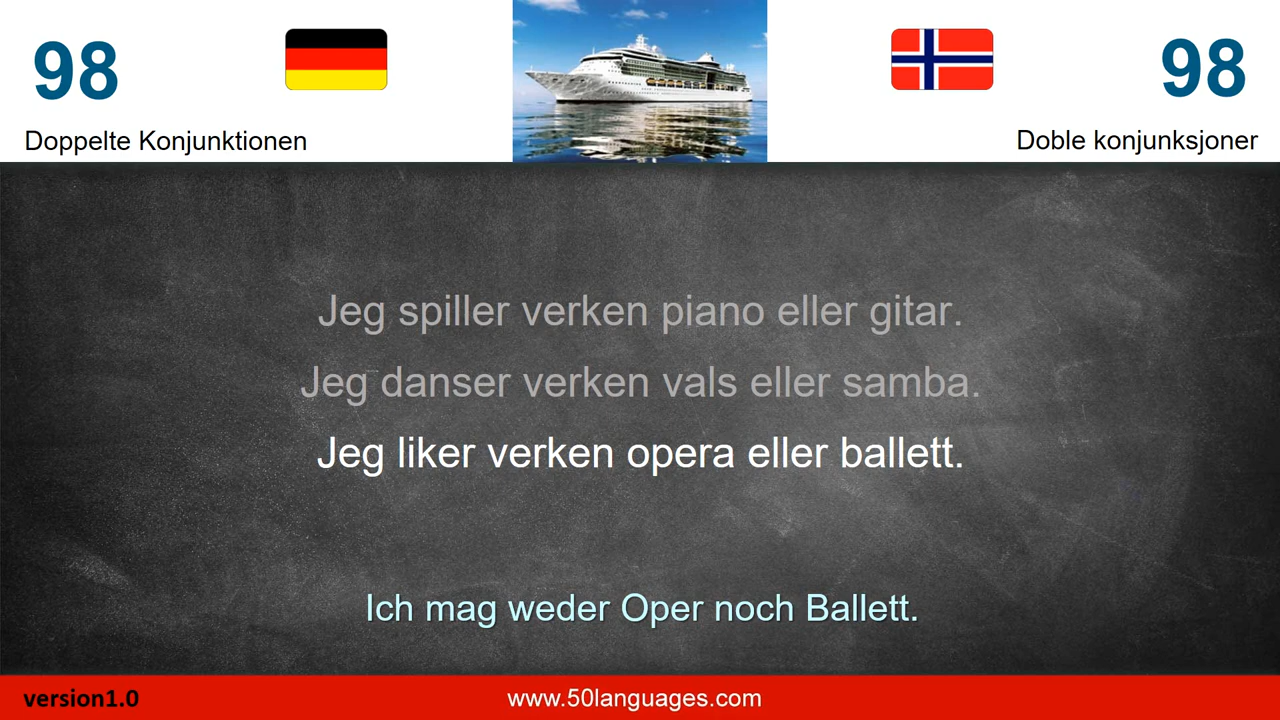 98
98
Doppelte Konjunktionen
Doble konjunksjoner
Jeg spiller verken piano eller gitar.
Jeg danser verken vals eller samba.
Jeg liker verken opera eller ballett.
Ich mag weder Oper noch Ballett.
version1.0
www.50languages.com